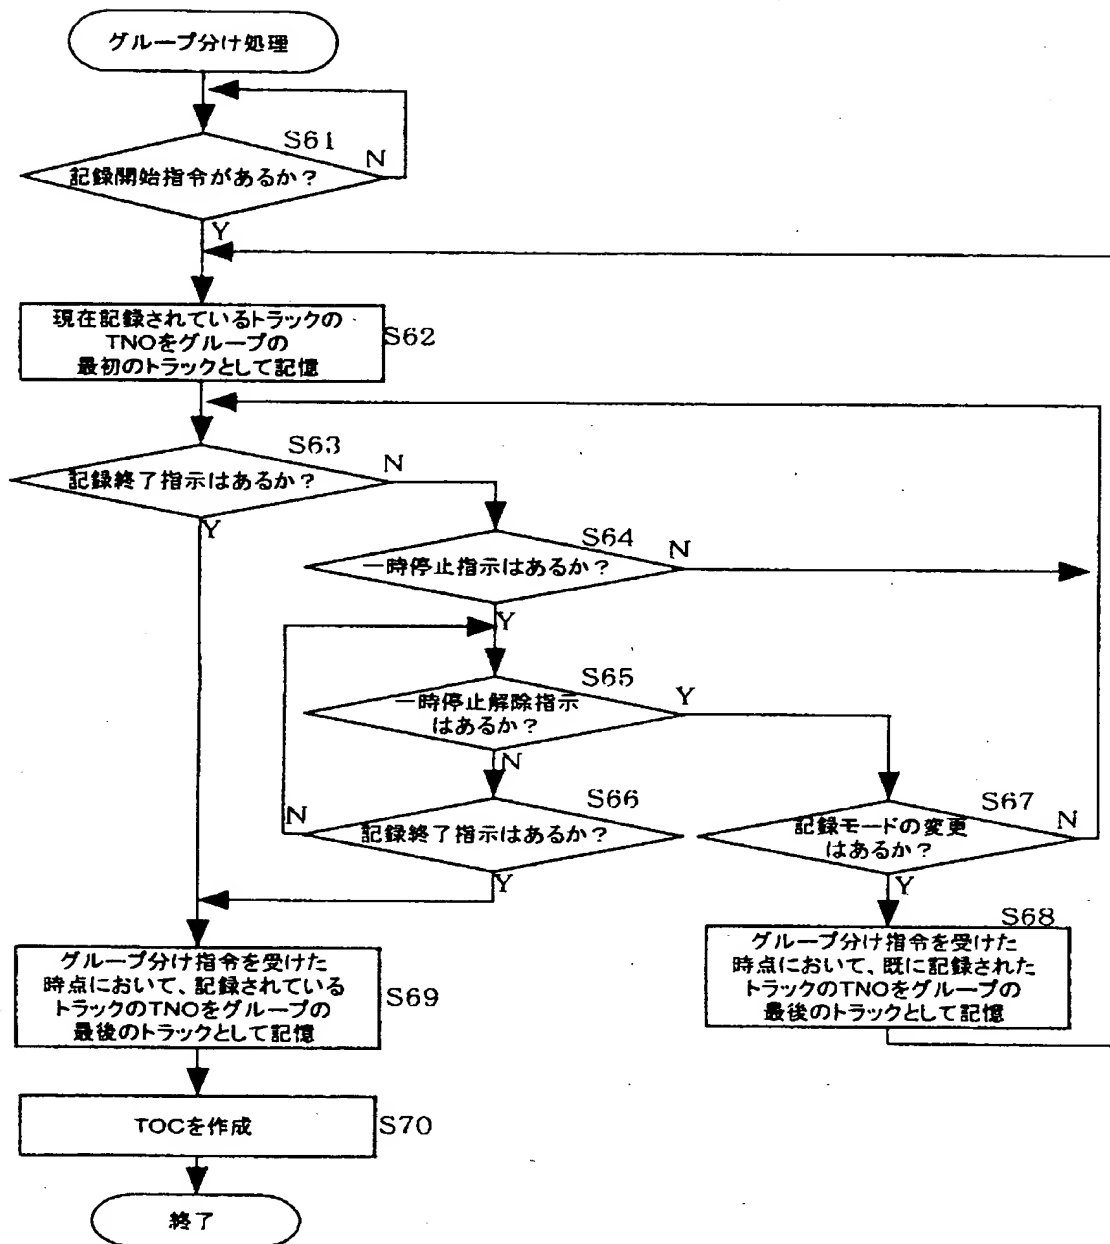 グループ分け処理
S61
記録開始指令があるか?
N
Y
現在記録されているトラックの
TNOをグループの
最初のトラックとして記憶
S62
S63
記録終了指示はあるか?
N
Y
S64
一時停止指示はあるか?
N
Y
S65
一時停止解除指示
はあるか?
Y
N
S66
記録終了指示はあるか?
N
Y
S67
記録モードの変更
はあるか?
N
Y
S68
グループ分け指令を受けた
時点において、既に記録された
トラックのTNOをグループの
最後のトラックとして記憶
グループ分け指令を受けた
時点において、記録されている
トラックのTNOをグループの
最後のトラックとして記憶
S69
TOCを作成
S70
終了